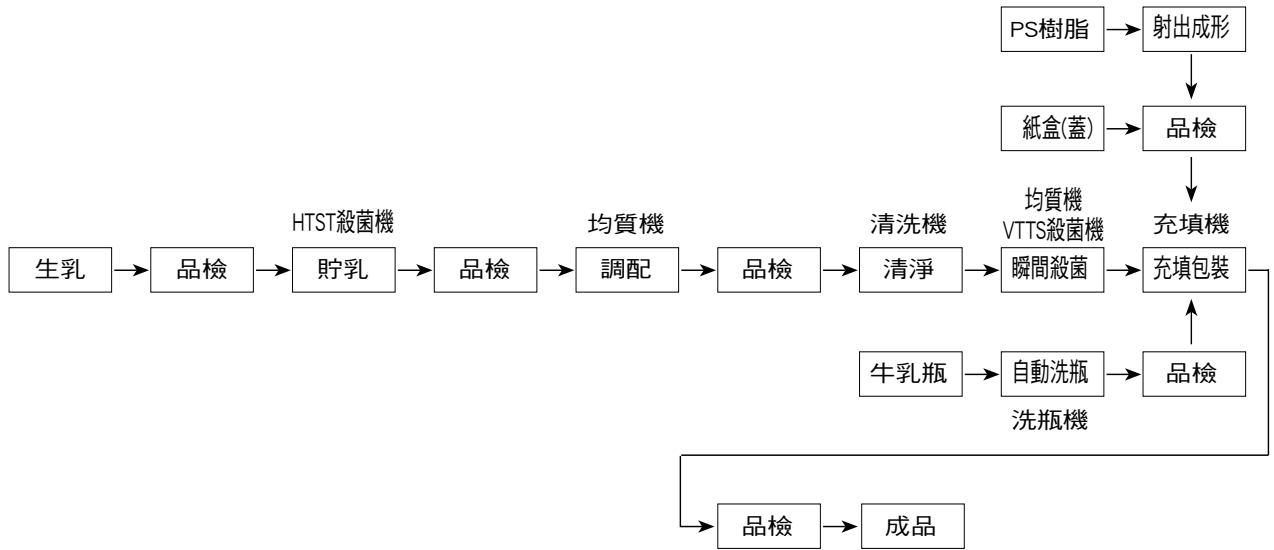 PS樹脂
射出成形
紙盒(蓋)
品檢
HTST殺菌機
均質機
清洗機
均質機
VTTS殺菌機
充填機
生乳
品檢
貯乳
品檢
調配
品檢
清淨
瞬間殺菌
充填包裝
牛乳瓶
自動洗瓶
品檢
洗瓶機
品檢
成品